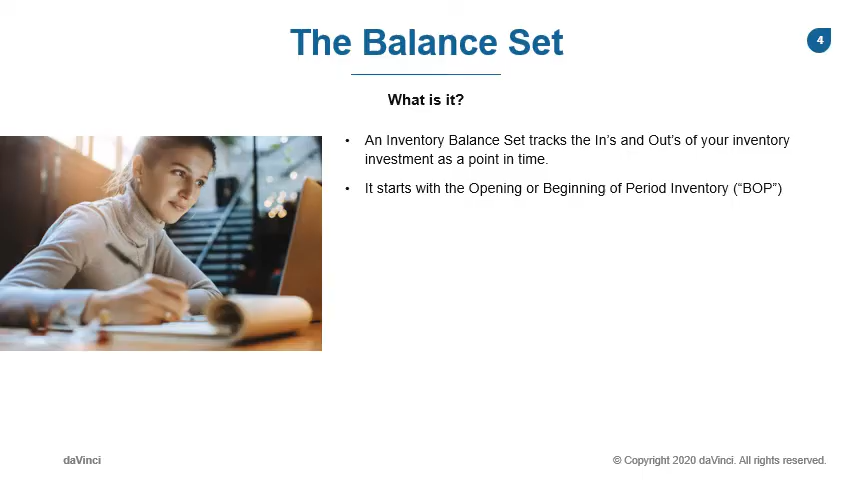 The Balance Set
4
What is it?
• An Inventory Balance Set tracks the In’s and Out’s of your inventory
investment as a point in time.
• It starts with the Opening or Beginning of Period Inventory (“BOP”)
daVinci
© Copyright 2020 daVinci. All rights reserved.